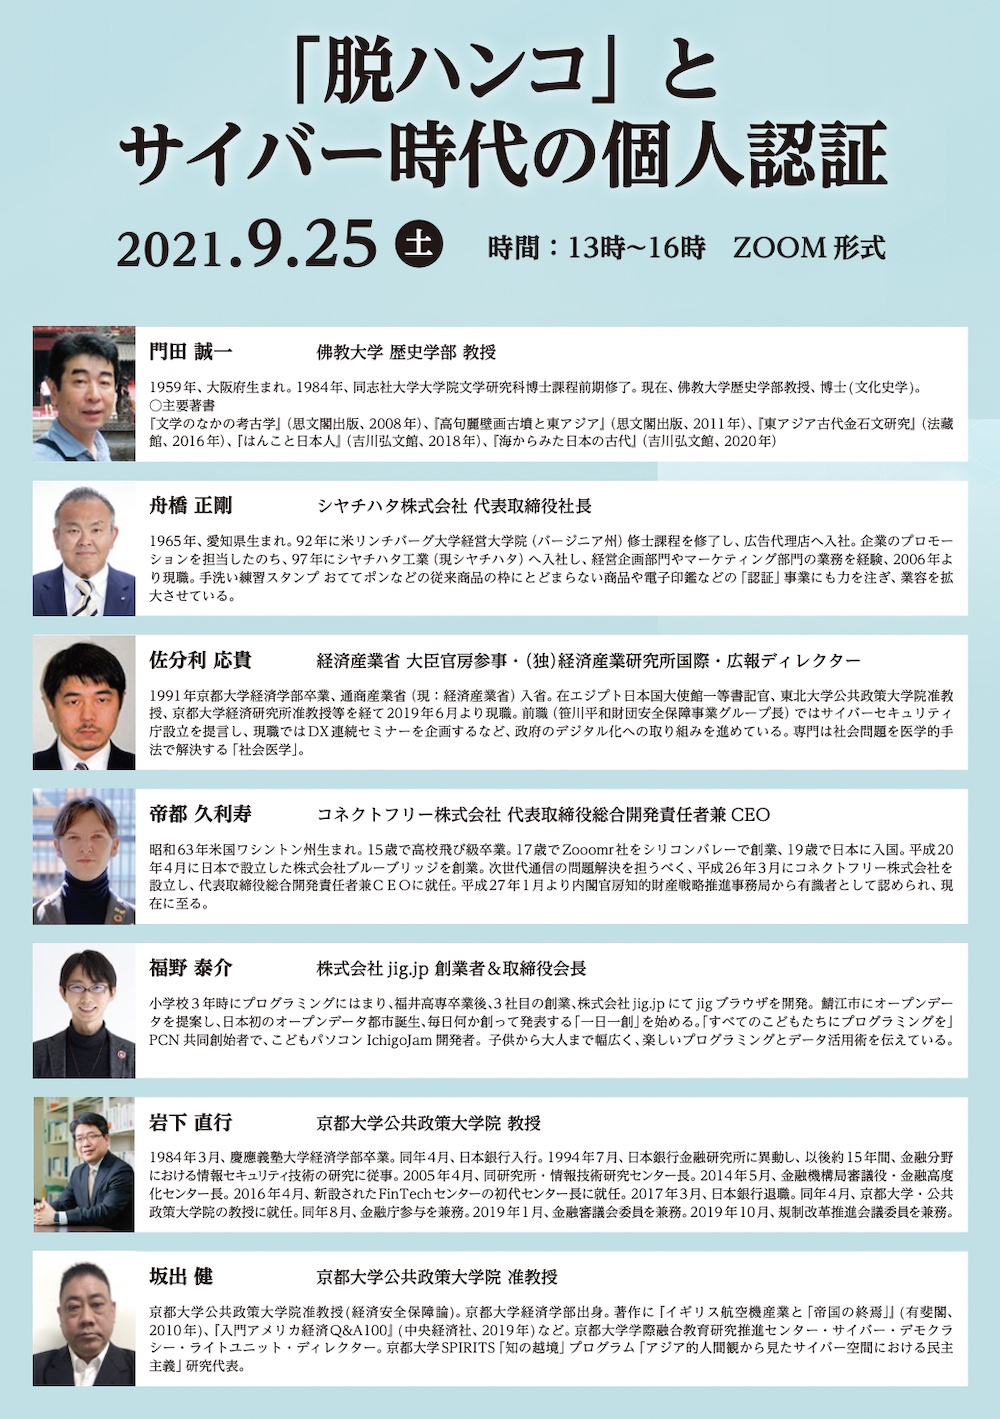 「脱ハンコ」と
サイバー時代の個人認証
2021.9.25 土 時間：13時〜16時 ZOOM 形式
門田 誠一 佛教大学 歴史学部 教授
1959年、大阪府生まれ。1984年、同志社大学大学院文学研究科博士課程前期修了。現在、佛教大学歴史学部教授、博士(文化史学)。
○主要著書
『文学のなかの考古学』(思文閣出版、2008年)、『高句麗壁画古墳と東アジア』(思文閣出版、2011年)、『東アジア古代金石文研究』(法藏
館、2016年)、『はんこと日本人』(吉川弘文館、2018年)、『海からみた日本の古代』(吉川弘文館、2020年)
舟橋 正剛 シヤチハタ株式会社 代表取締役社長
1965年、愛知県生まれ。92年に米リンチバーグ大学経営大学院(バージニア州)修士課程を修了し、広告代理店へ入社。企業のプロモー
ションを担当したのち、97年にシヤチハタ工業(現シヤチハタ)へ入社し、経営企画部門やマーケティング部門の業務を経験、2006年よ
り現職。手洗い練習スタンプ おててポンなどの従来商品の枠にとどまらない商品や電子印鑑などの「認証」事業にも力を注ぎ、業容を拡
大させている。
佐分利 応貴 経済産業省 大臣官房参事・(独)経済産業研究所国際・広報ディレクター
1991年京都大学経済学部卒業、通商産業省(現：経済産業省)入省。在エジプト日本国大使館一等書記官、東北大学公共政策大学院准教
授、京都大学経済研究所准教授等を経て2019年6月より現職。前職(笹川平和財団安全保障事業グループ長)ではサイバーセキュリティ
庁設立を提言し、現職ではDX連続セミナーを企画するなど、政府のデジタル化への取り組みを進めている。専門は社会問題を医学的手
法で解決する「社会医学」。
帝都 久利寿 コネクトフリー株式会社 代表取締役総合開発責任者兼 CEO
昭和63年米国ワシントン州生まれ。15歳で高校飛び級卒業。17歳でZooomr社をシリコンバレーで創業、19歳で日本に入国。平成20
年4月に日本で設立した株式会社ブルーブリッジを創業。次世代通信の問題解決を担うべく、平成26年3月にコネクトフリー株式会社を
設立し、代表取締役総合開発責任者兼CEOに就任。平成27年1月より内閣官房知的財産戦略推進事務局から有識者として認められ、現
在に至る。
福野 泰介 株式会社 jig.jp 創業者＆取締役会長
小学校3年時にプログラミングにはまり、福井高専卒業後、3社目の創業、株式会社jig.jpにてjigブラウザを開発。鯖江市にオープンデー
タを提案し、日本初のオープンデータ都市誕生、毎日何か創って発表する「一日一創」を始める。「すべてのこどもたちにプログラミングを」
PCN共同創始者で、こどもパソコンIchigoJam開発者。子供から大人まで幅広く、楽しいプログラミングとデータ活用術を伝えている。
岩下 直行 京都大学公共政策大学院 教授
1984年3月、慶應義塾大学経済学部卒業。同年4月、日本銀行入行。1994年7月、日本銀行金融研究所に異動し、以後約15年間、金融分野
における情報セキュリティ技術の研究に従事。2005年4月、同研究所・情報技術研究センター長。2014年5月、金融機構局審議役・金融高度
化センター長。2016年4月、新設されたFinTechセンターの初代センター長に就任。2017年3月、日本銀行退職。同年4月、京都大学・公共
政策大学院の教授に就任。同年8月、金融庁参与を兼務。2019年1月、金融審議会委員を兼務。2019年10月、規制改革推進会議委員を兼務。
坂出 健 京都大学公共政策大学院 准教授
京都大学公共政策大学院准教授(経済安全保障論)。京都大学経済学部出身。著作に『イギリス航空機産業と「帝国の終焉」』(有斐閣、
2010年)、『入門アメリカ経済Q&A100』(中央経済社、2019年)など。京都大学学際融合教育研究推進センター・サイバー・デモクラ
シー・ライトユニット・ディレクター。京都大学SPIRITS「知の越境」プログラム「アジア的人間観から見たサイバー空間における民主
主義」研究代表。